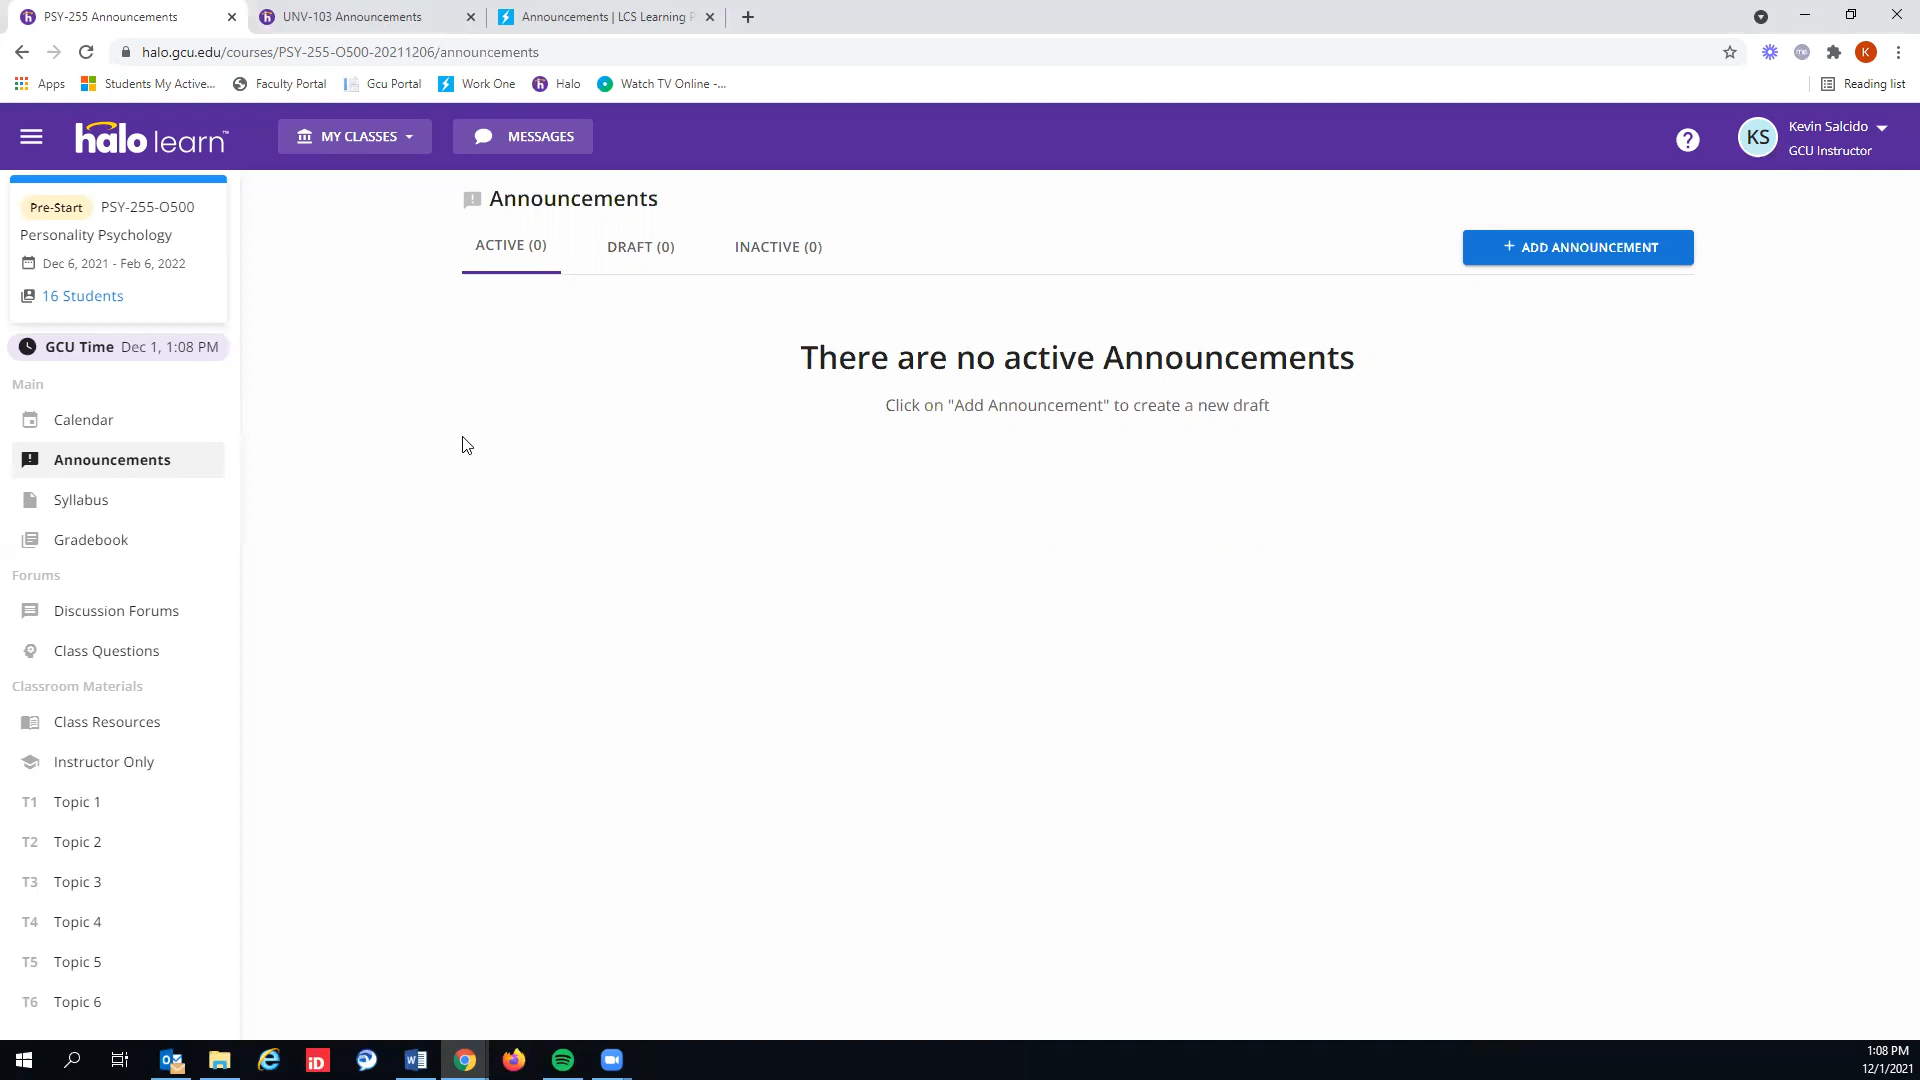 PSY-255 Announcements
UNV-103 Announcements
Announcements | LCS Learning P
halo.gcu.edu/courses/PSY-255-O500-20211206/announcements
K
Apps
Students My Active...
Faculty Portal
Gcu Portal
Work One
Halo
Watch TV Online -...
Reading list
halo learn™
MY CLASSES
MESSAGES
?
KS
Kevin Salcido
GCU Instructor
Pre-Start PSY-255-O500
Personality Psychology
Dec 6, 2021 - Feb 6, 2022
16 Students
GCU Time Dec 1, 1:08 PM
Main
Calendar
Announcements
Syllabus
Gradebook
Forums
Discussion Forums
Class Questions
Classroom Materials
Class Resources
Instructor Only
T1 Topic 1
T2 Topic 2
T3 Topic 3
T4 Topic 4
T5 Topic 5
T6 Topic 6
Announcements
ACTIVE (0)
DRAFT (0)
INACTIVE (0)
+ ADD ANNOUNCEMENT
There are no active Announcements
Click on "Add Announcement" to create a new draft
iD
1:08 PM
12/1/2021